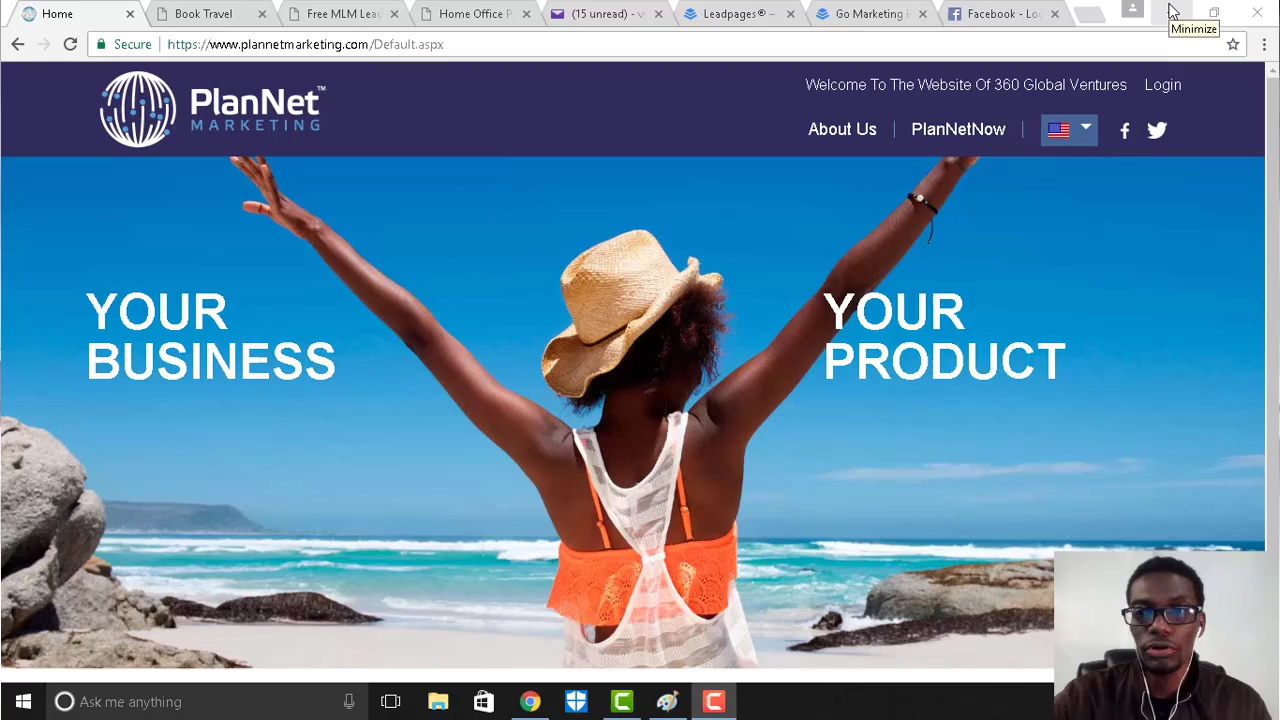 Home
Book Travel
Free MLM Lea
Home Office P
(15 unread) - v
Leadpages® –
Go Marketing P
Facebook - Log
Minimize
Secure
https://www.plannetmarketing.com/Default.aspx
PlanNet™
MARKETING
Welcome To The Website Of 360 Global Ventures
Login
About Us
PlanNetNow
YOUR
BUSINESS
YOUR
PRODUCT
Ask me anything